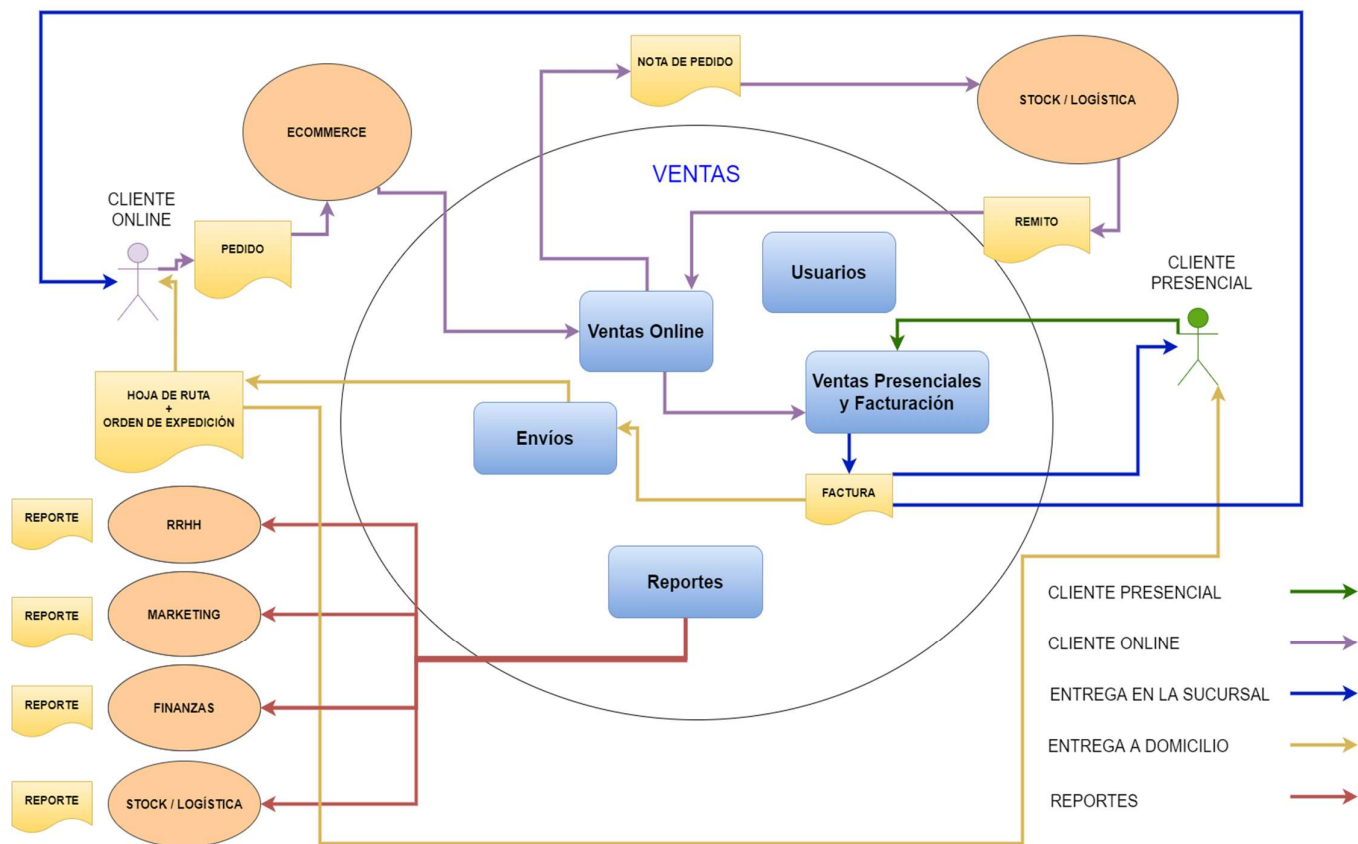 NOTA DE PEDIDO
STOCK / LOGÍSTICA
ECOMMERCE
VENTAS
CLIENTE
ONLINE
PEDIDO
REMITO
Usuarios
CLIENTE
PRESENCIAL
Ventas Online
Ventas Presenciales
y Facturación
HOJA DE RUTA
+
ORDEN DE EXPEDICIÓN
Envíos
FACTURA
REPORTE
RRHH
Reportes
REPORTE
MARKETING
REPORTE
FINANZAS
REPORTE
STOCK / LOGÍSTICA
CLIENTE PRESENCIAL
CLIENTE ONLINE
ENTREGA EN LA SUCURSAL
ENTREGA A DOMICILIO
REPORTES